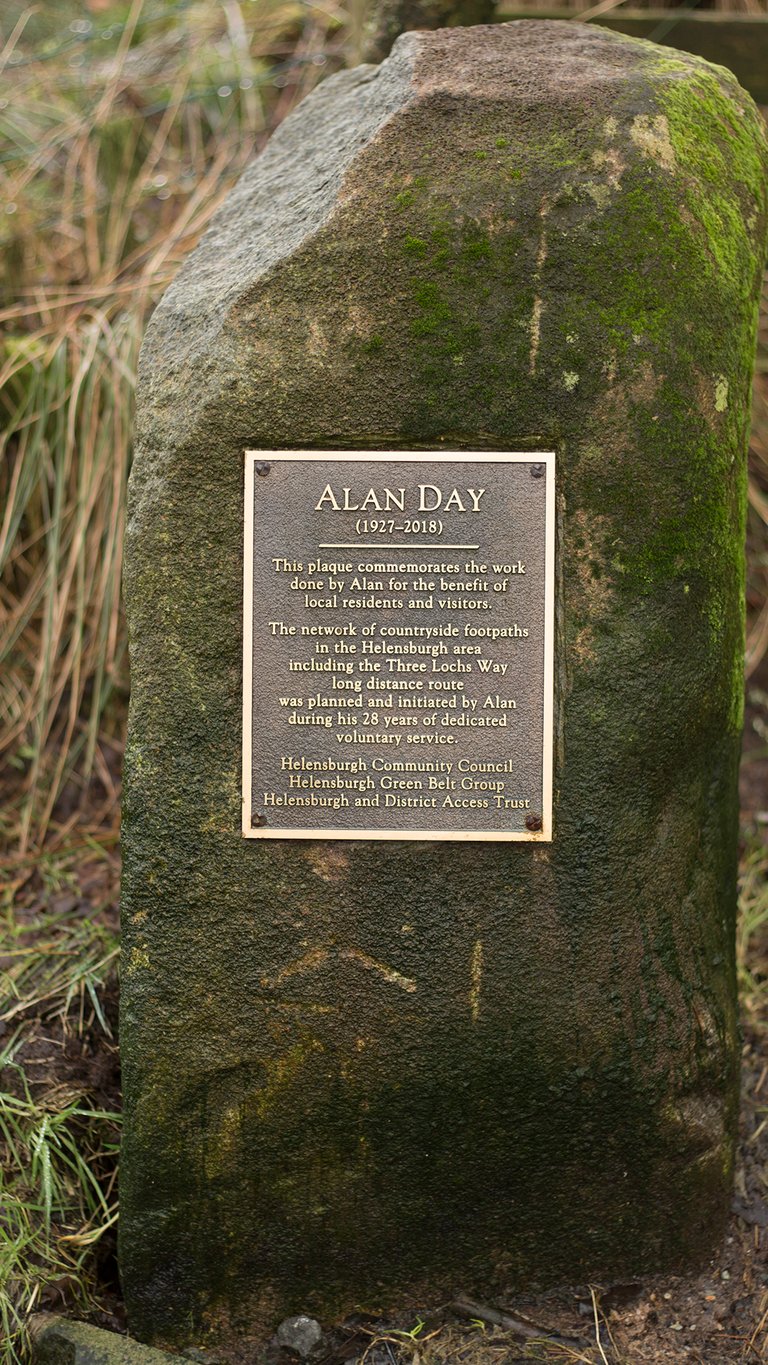 ALAN DAY
(1927–2018)
This plaque commemorates the work
done by Alan for the benefit of
local residents and visitors.
The network of countryside footpaths
in the Helensburgh area
including the Three Lochs Way
long distance route
was planned and initiated by Alan
during his 28 years of dedicated
voluntary service.
Helensburgh Community Council
Helensburgh Green Belt Group
Helensburgh and District Access Trust